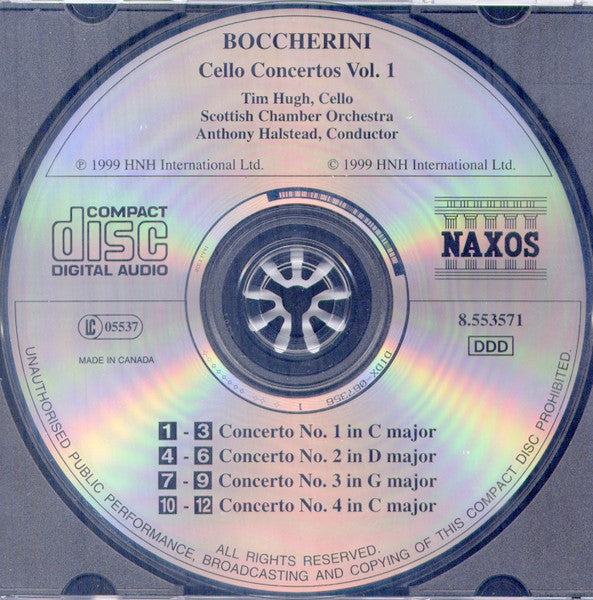 BOCCHERINI
Cello Concertos Vol. 1
Tim Hugh, Cello
Scottish Chamber Orchestra
Anthony Halstead, Conductor
℗ 1999 HNH International Ltd.
© 1999 HNH International Ltd.
COMPACT
disc
DIGITAL AUDIO
NAXOS
LC 05537
8.553571
DDD
MADE IN CANADA
DIDX-067356 1
1 - 3 Concerto No. 1 in C major
4 - 6 Concerto No. 2 in D major
7 - 9 Concerto No. 3 in G major
10 - 12 Concerto No. 4 in C major
ALL RIGHTS RESERVED.
UNAUTHORISED PUBLIC PERFORMANCE, BROADCASTING AND COPYING OF THIS COMPACT DISC PROHIBITED.